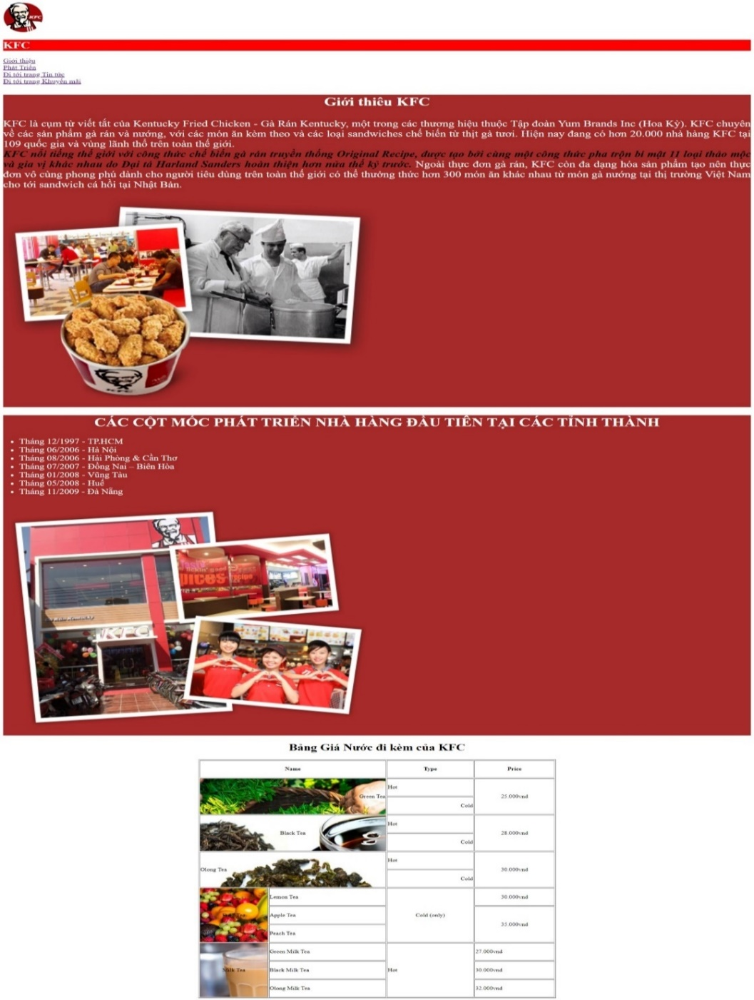 KFC
KFC
Giới thiệu
Phát Triển
Đi tới trang Tin tức
Đi tới trang Khuyến mãi
Giới thiêu KFC
KFC là cụm từ viết tắt của Kentucky Fried Chicken - Gà Rán Kentucky, một trong các thương hiệu thuộc Tập đoàn Yum Brands Inc (Hoa Kỳ). KFC chuyên
về các sản phẩm gà rán và nướng, với các món ăn kèm theo và các loại sandwiches chế biến từ thịt gà tươi. Hiện nay đang có hơn 20.000 nhà hàng KFC tại
109 quốc gia và vùng lãnh thổ trên toàn thế giới.
KFC nổi tiếng thế giới với công thức chế biến gà rán truyền thống Original Recipe, được tạo bởi cùng một công thức pha trộn bí mật 11 loại thảo mộc
và gia vị khác nhau do Đại tá Harland Sanders hoàn thiện hơn nửa thế kỷ trước. Ngoài thực đơn gà rán, KFC còn đa dạng hóa sản phẩm tạo nên thực
đơn vô cùng phong phú dành cho người tiêu dùng trên toàn thế giới có thể thưởng thức hơn 300 món ăn khác nhau từ món gà nướng tại thị trường Việt Nam
cho tới sandwich cá hồi tại Nhật Bản.
KFC
CÁC CỘT MỐC PHÁT TRIỂN NHÀ HÀNG ĐẦU TIÊN TẠI CÁC TỈNH THÀNH
Tháng 12/1997 - TP.HCM
Tháng 06/2006 - Hà Nội
Tháng 08/2006 - Hải Phòng & Cần Thơ
Tháng 07/2007 - Đồng Nai – Biên Hòa
Tháng 01/2008 - Vũng Tàu
Tháng 05/2008 - Huế
Tháng 11/2009 - Đà Nẵng
KFC
Bảng Giá Nước đi kèm của KFC
Name Type Price
Green Tea Hot 25.000vnd
Cold
Black Tea Hot 28.000vnd
Cold
Olong Tea Hot 30.000vnd
Cold
Lemon Tea Cold (only) 30.000vnd
Apple Tea 35.000vnd
Peach Tea
Milk Tea Green Milk Tea Hot 27.000vnd
Black Milk Tea 30.000vnd
Olong Milk Tea 32.000vnd